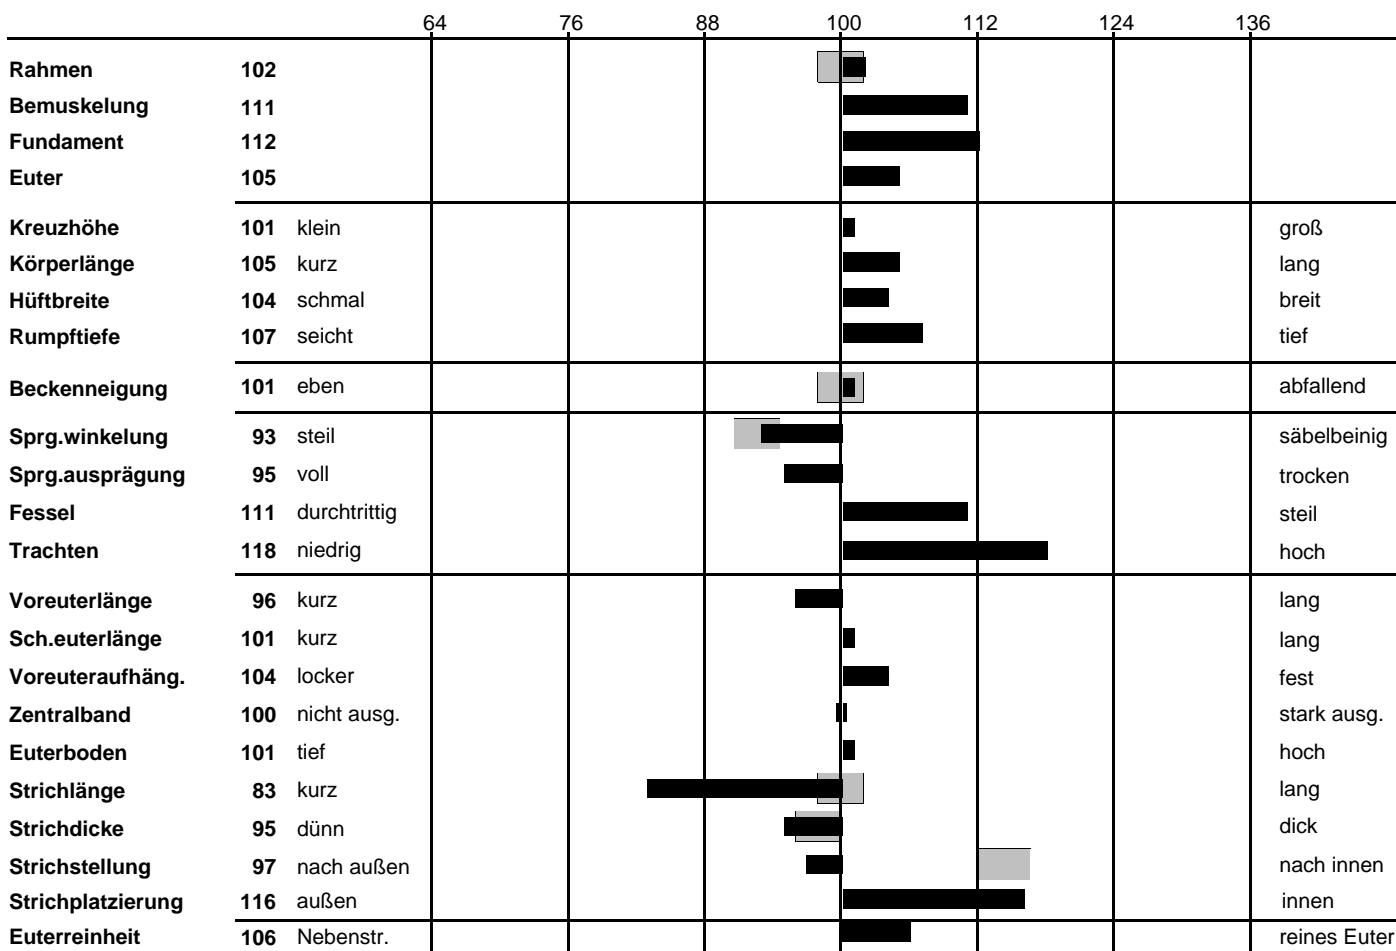 64 76 88 100 112 124 136
Rahmen 102
Bemuskelung 111
Fundament 112
Euter 105
Kreuzhöhe 101 klein groß
Körperlänge 105 kurz lang
Hüftbreite 104 schmal breit
Rumpftiefe 107 seicht tief
Beckenneigung 101 eben abfallend
Sprg.winkelung 93 steil säbelbeinig
Sprg.ausprägung 95 voll trocken
Fessel 111 durchtrittig steil
Trachten 118 niedrig hoch
Voreuterlänge 96 kurz lang
Sch.euterlänge 101 kurz lang
Voreuteraufhäng. 104 locker fest
Zentralband 100 nicht ausg. stark ausg.
Euterboden 101 tief hoch
Strichlänge 83 kurz lang
Strichdicke 95 dünn dick
Strichstellung 97 nach außen nach innen
Strichplatzierung 116 außen innen
Euterreinheit 106 Nebenstr. reines Euter